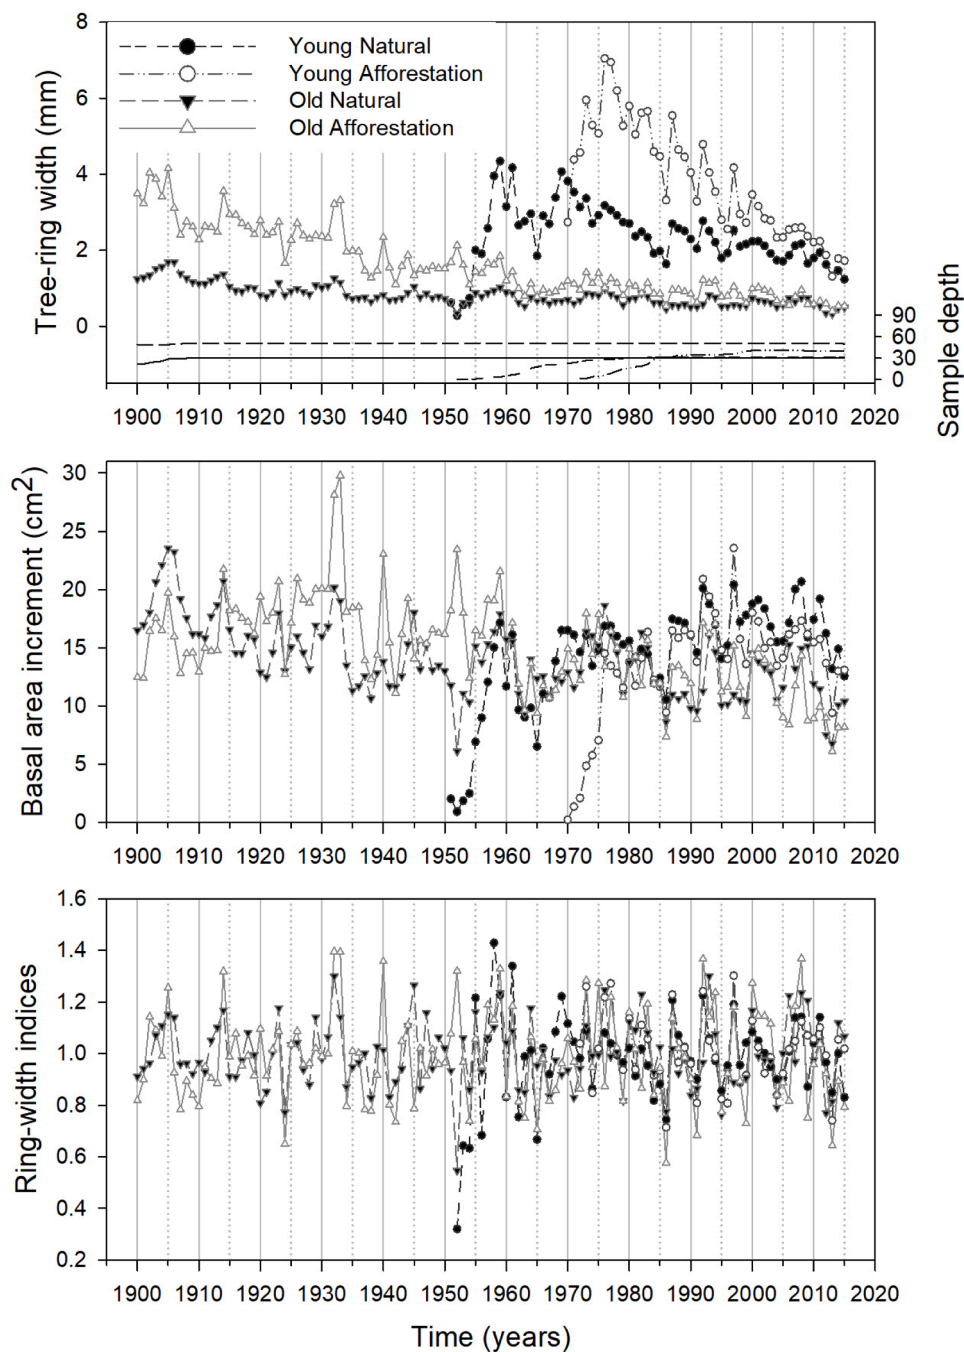 8
6
4
2
0
Tree-ring width (mm)
Young Natural
Young Afforestation
Old Natural
Old Afforestation
90
60
30
0
Sample depth
1900 1910 1920 1930 1940 1950 1960 1970 1980 1990 2000 2010 2020
30
25
20
15
10
5
0
Basal area increment (cm²)
1900 1910 1920 1930 1940 1950 1960 1970 1980 1990 2000 2010 2020
1.6
1.4
1.2
1.0
0.8
0.6
0.4
0.2
Ring-width indices
1900 1910 1920 1930 1940 1950 1960 1970 1980 1990 2000 2010 2020
Time (years)